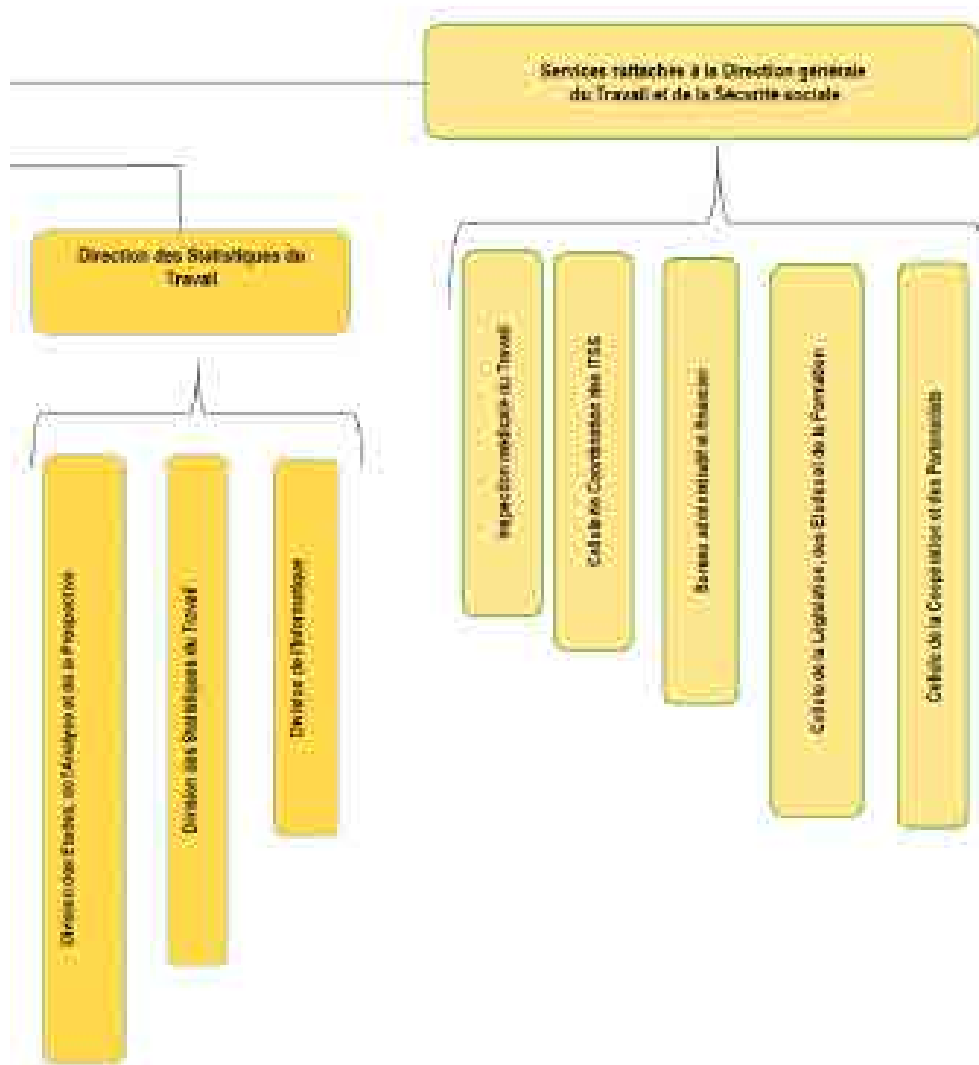 Services rattachés à la Direction générale
du Travail et de la Sécurité sociale
Direction des Statistiques du
Travail
Inspection médicale du Travail
Cellule de Coordination des ITSS
Bureau administratif et financier
Cellule de la Législation, des Etudes et de la Formation
Cellule de la Coopération et des Partenariats
Division des Etudes, de l'Analyse et de la Prospective
Division des Statistiques du Travail
Division de l'Informatique